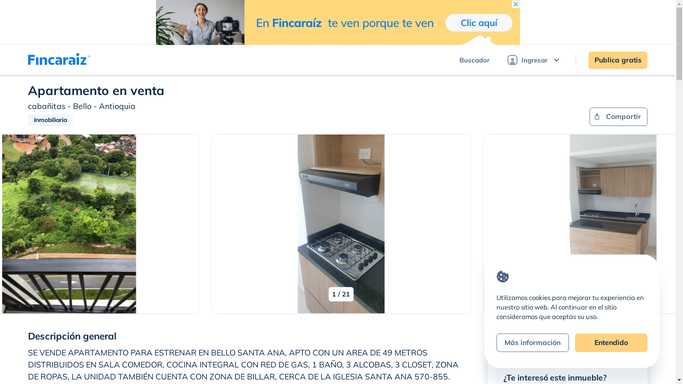 En Fincaraíz te ven porque te ven
Clic aquí
Fincaraiz
Buscador
Ingresar
Publica gratis
Apartamento en venta
cabañitas - Bello - Antioquia
Inmobiliaria
Compartir
1 / 21
Descripción general
SE VENDE APARTAMENTO PARA ESTRENAR EN BELLO SANTA ANA, APTO CON UN AREA DE 49 METROS
DISTRIBUIDOS EN SALA COMEDOR, COCINA INTEGRAL CON RED DE GAS, 1 BAÑO, 3 ALCOBAS, 3 CLOSET, ZONA
DE ROPAS, LA UNIDAD TAMBIÉN CUENTA CON ZONA DE BILLAR, CERCA DE LA IGLESIA SANTA ANA 570-855.
Utilizamos cookies para mejorar tu experiencia en
nuestro sitio web. Al continuar en el sitio
consideramos que aceptas su uso.
Más información
Entendido
¿Te interesó este inmueble?